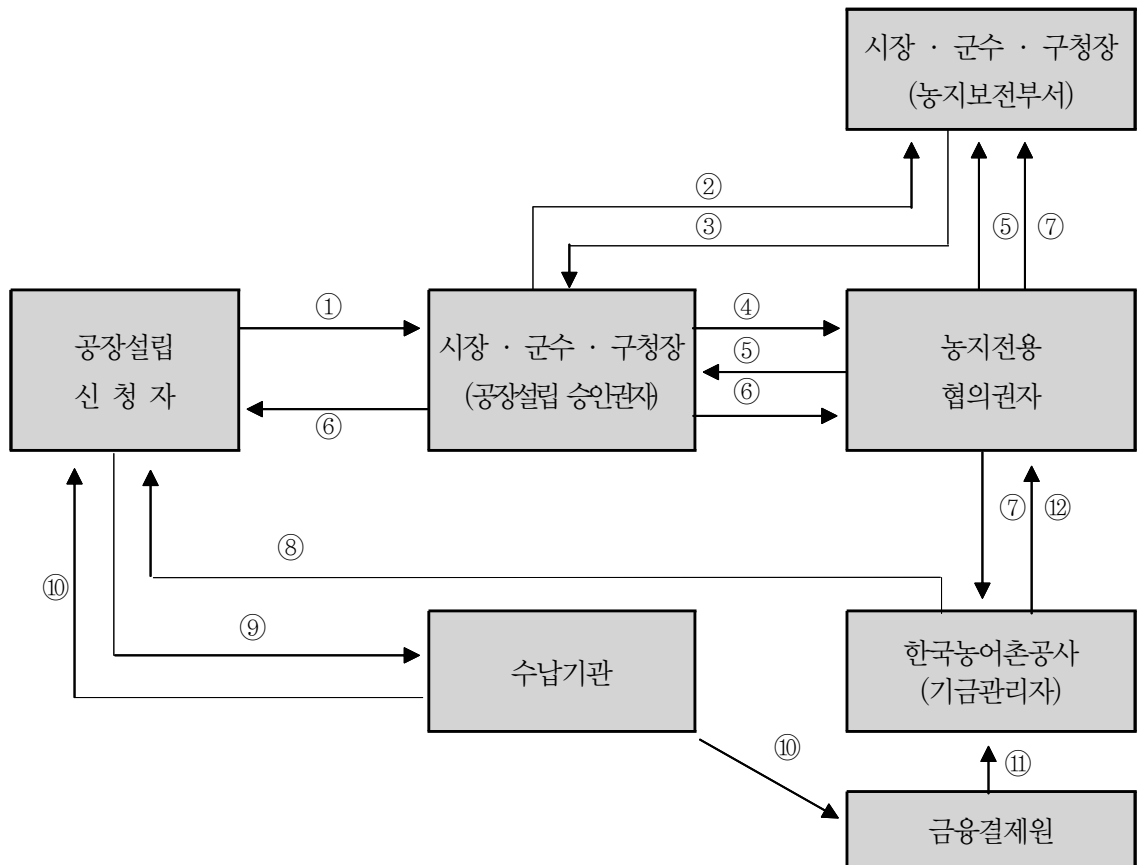 시장 · 군수 · 구청장
(농지보전부서)
②
③
⑤ ⑦
공장설립
신 청 자
①
⑥
시장 · 군수 · 구청장
(공장설립 승인권자)
④
⑤
⑥
농지전용
협의권자
⑦ ⑫
⑧
⑩
⑨
수납기관
한국농어촌공사
(기금관리자)
⑩
⑪
금융결제원